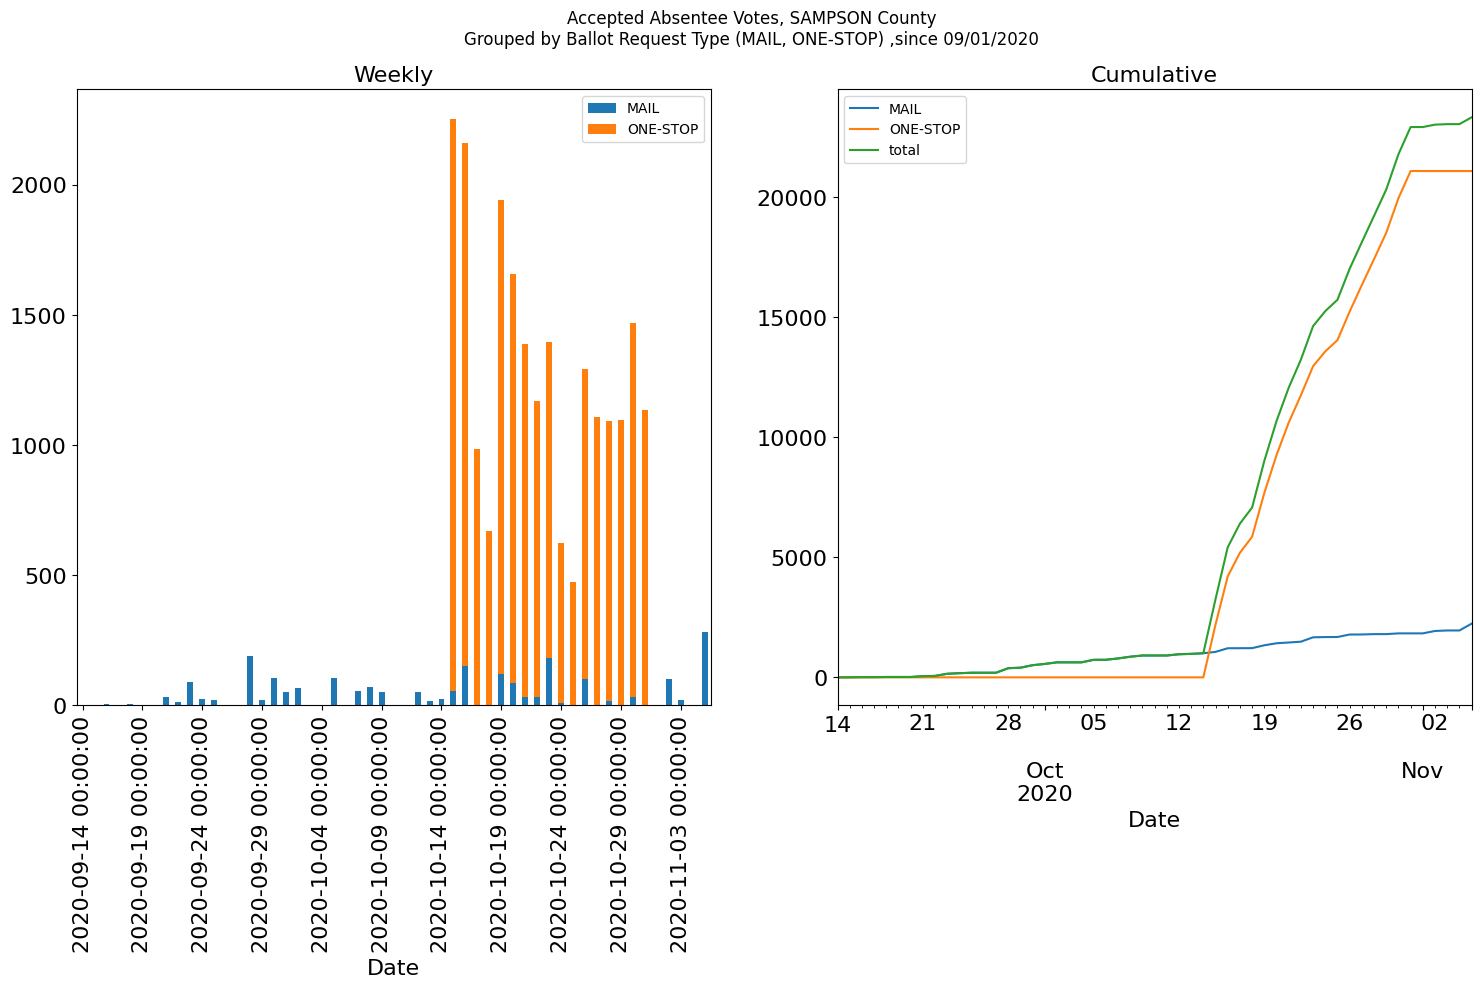 Accepted Absentee Votes, SAMPSON County
Grouped by Ballot Request Type (MAIL, ONE-STOP) ,since 09/01/2020
Weekly
MAIL
ONE-STOP
2000
1500
1000
500
0
2020-09-14 00:00:00
2020-09-19 00:00:00
2020-09-24 00:00:00
2020-09-29 00:00:00
2020-10-04 00:00:00
2020-10-09 00:00:00
2020-10-14 00:00:00
2020-10-19 00:00:00
2020-10-24 00:00:00
2020-10-29 00:00:00
2020-11-03 00:00:00
Date
Cumulative
MAIL
ONE-STOP
total
20000
15000
10000
5000
0
14 21 28 05 12 19 26 02
Oct Nov
2020
Date